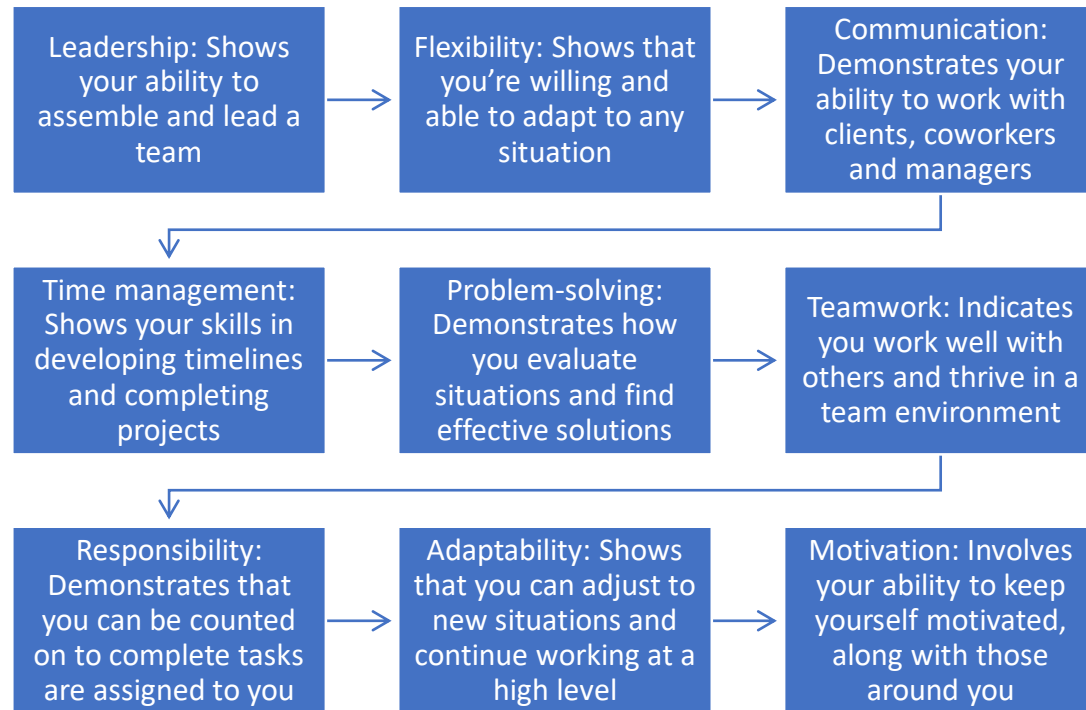 Leadership: Shows
your ability to
assemble and lead a
team
Flexibility: Shows that
you’re willing and
able to adapt to any
situation
Communication:
Demonstrates your
ability to work with
clients, coworkers
and managers
Time management:
Shows your skills in
developing timelines
and completing
projects
Problem-solving:
Demonstrates how
you evaluate
situations and find
effective solutions
Teamwork: Indicates
you work well with
others and thrive in a
team environment
Responsibility:
Demonstrates that
you can be counted
on to complete tasks
are assigned to you
Adaptability: Shows
that you can adjust to
new situations and
continue working at a
high level
Motivation: Involves
your ability to keep
yourself motivated,
along with those
around you